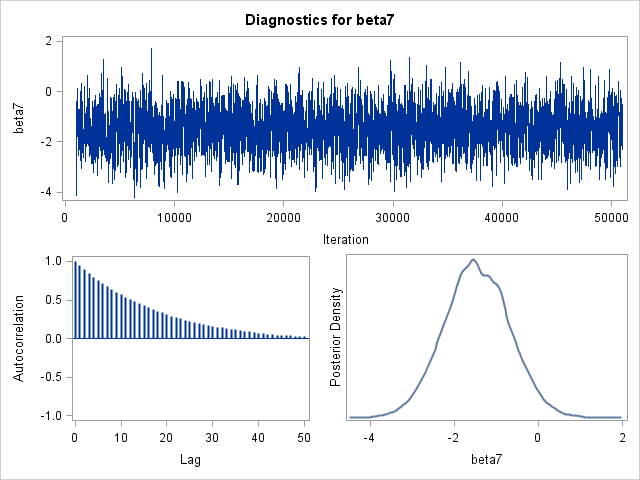 Diagnostics for beta7
2
0
-2
-4
beta7
0 10000 20000 30000 40000 50000
Iteration
1.0
0.5
0.0
-0.5
-1.0
Autocorrelation
0 10 20 30 40 50
Lag
Posterior Density
-4 -2 0 2
beta7